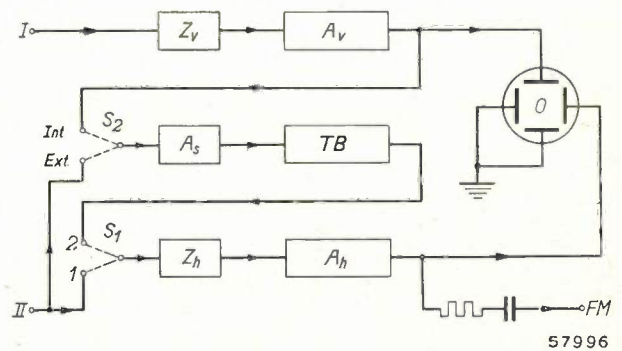 I Z_v A_v
O
Int S_2
Ext A_s TB
2 S_1
1 Z_h A_h
II FM
57996